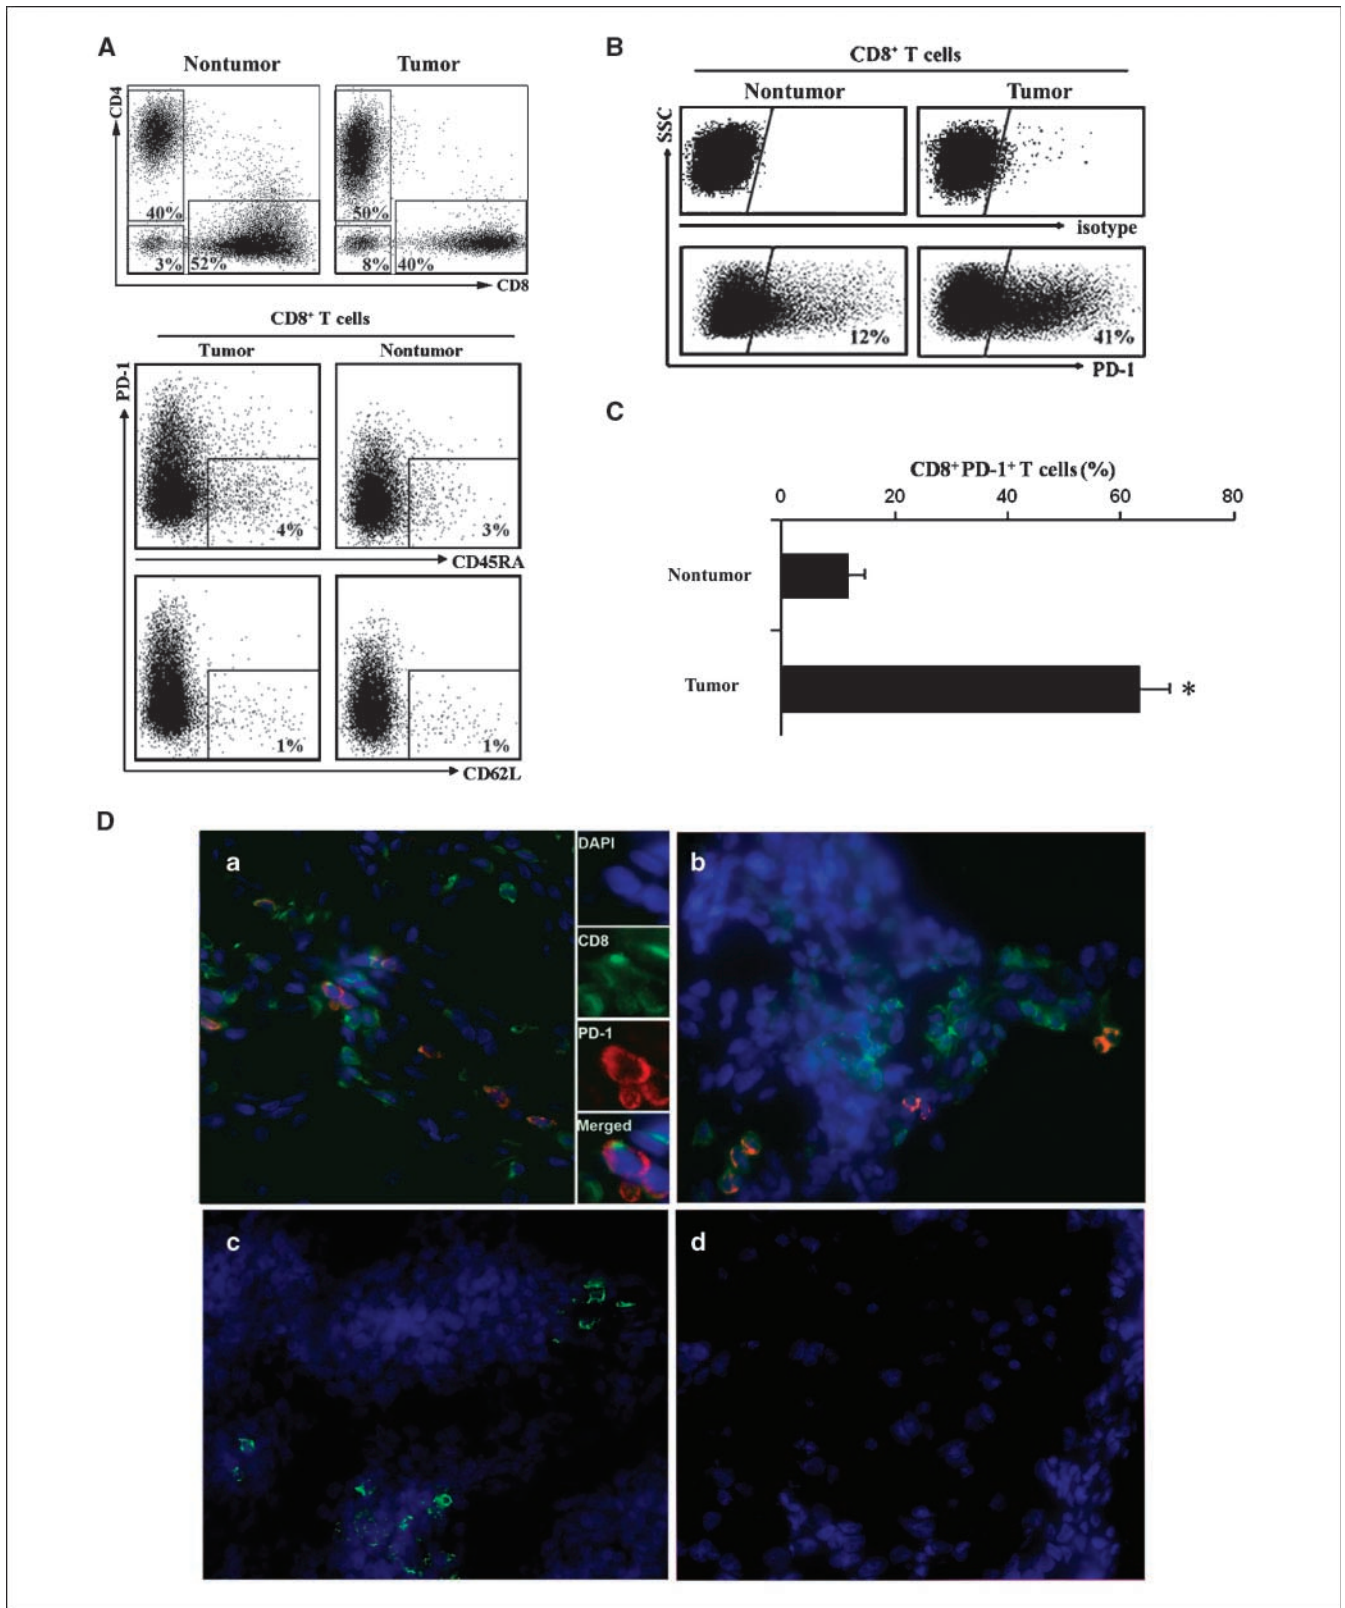 A
Nontumor Tumor
CD4
40% 50%
3% 52% 8% 40%
CD8
CD8⁺ T cells
Tumor Nontumor
PD-1
4% 3%
CD45RA
1% 1%
CD62L
B
CD8⁺ T cells
Nontumor Tumor
SSC
isotype
12% 41%
PD-1
C
CD8⁺ PD-1⁺ T cells (%)
0 20 40 60 80
Nontumor
Tumor *
D
a DAPI b
CD8
PD-1
Merged
c d